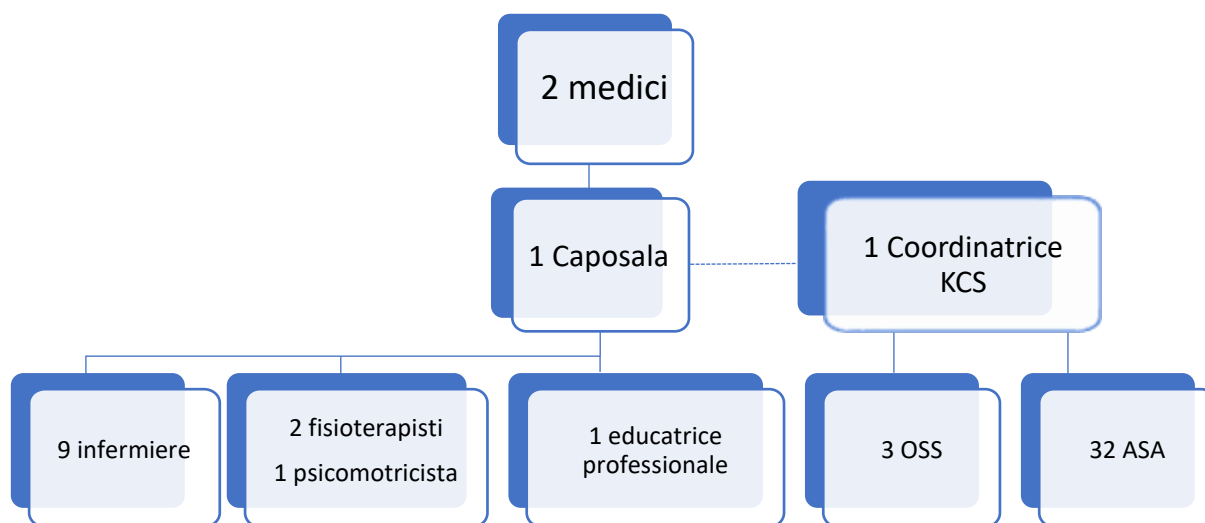 2 medici
1 Caposala
1 Coordinatrice
KCS
9 infermiere
2 fisioterapisti
1 psicomotricista
1 educatrice
professionale
3 OSS
32 ASA